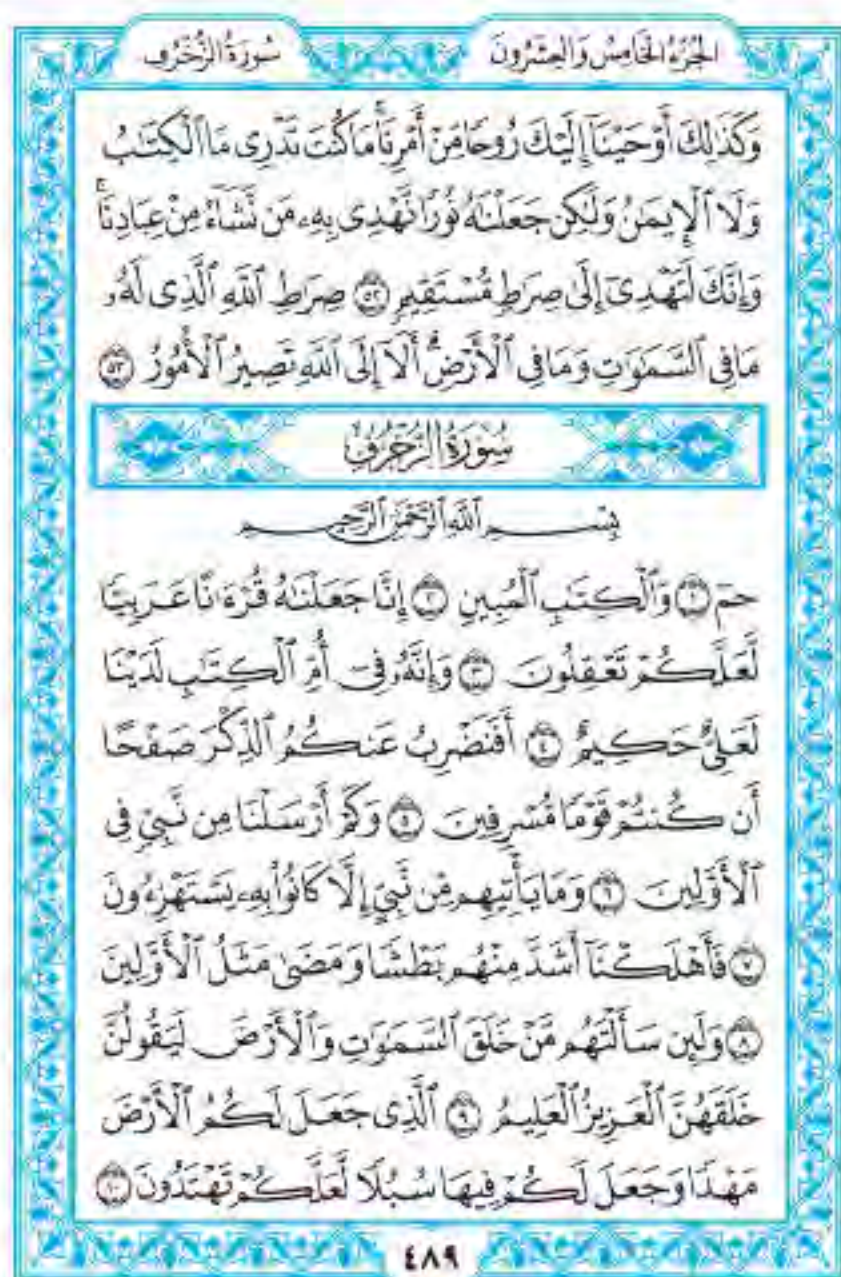 الجُزْءُ الخَامِسُ وَالعِشْرُونَ سُورَةُ الزُّخْرُفِ
وَكَذَٰلِكَ أَوْحَيْنَآ إِلَيْكَ رُوحًا مِّنْ أَمْرِنَاۚ مَا كُنتَ تَدْرِى مَا ٱلْكِتَٰبُ
وَلَا ٱلْإِيمَٰنُ وَلَٰكِن جَعَلْنَٰهُ نُورًا نَّهْدِى بِهِۦ مَن نَّشَآءُ مِنْ عِبَادِنَاۚ
وَإِنَّكَ لَتَهْدِىٓ إِلَىٰ صِرَٰطٍ مُّسْتَقِيمٍ ٥٢ صِرَٰطِ ٱللَّهِ ٱلَّذِى لَهُۥ
مَا فِى ٱلسَّمَٰوَٰتِ وَمَا فِى ٱلْأَرْضِۗ أَلَآ إِلَى ٱللَّهِ تَصِيرُ ٱلْأُمُورُ ٥٣
سُورَةُ الزُّخْرُفِ
بِسْمِ ٱللَّهِ ٱلرَّحْمَٰنِ ٱلرَّحِيمِ
حمٓ ١ وَٱلْكِتَٰبِ ٱلْمُبِينِ ٢ إِنَّا جَعَلْنَٰهُ قُرْءَٰنًا عَرَبِيًّا
لَّعَلَّكُمْ تَعْقِلُونَ ٣ وَإِنَّهُۥ فِىٓ أُمِّ ٱلْكِتَٰبِ لَدَيْنَا
لَعَلِىٌّ حَكِيمٌ ٤ أَفَنَضْرِبُ عَنكُمُ ٱلذِّكْرَ صَفْحًا
أَن كُنتُمْ قَوْمًا مُّسْرِفِينَ ٥ وَكَمْ أَرْسَلْنَا مِن نَّبِىٍّ فِى
ٱلْأَوَّلِينَ ٦ وَمَا يَأْتِيهِم مِّن نَّبِىٍّ إِلَّا كَانُوا۟ بِهِۦ يَسْتَهْزِءُونَ
٧ فَأَهْلَكْنَآ أَشَدَّ مِنْهُم بَطْشًا وَمَضَىٰ مَثَلُ ٱلْأَوَّلِينَ
٨ وَلَئِن سَأَلْتَهُم مَّنْ خَلَقَ ٱلسَّمَٰوَٰتِ وَٱلْأَرْضَ لَيَقُولُنَّ
خَلَقَهُنَّ ٱلْعَزِيزُ ٱلْعَلِيمُ ٩ ٱلَّذِى جَعَلَ لَكُمُ ٱلْأَرْضَ
مَهْدًا وَجَعَلَ لَكُمْ فِيهَا سُبُلًا لَّعَلَّكُمْ تَهْتَدُونَ ١٠
٤٨٩